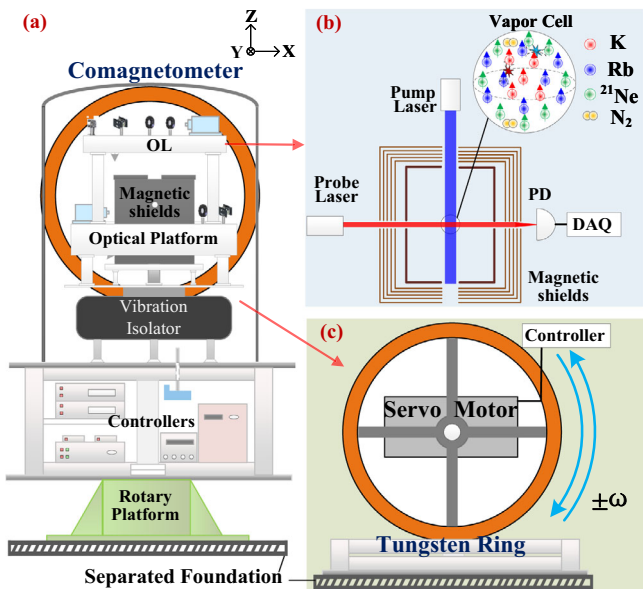 (a)
Z
Y
X
Comagnetometer
OL
Magnetic
shields
Optical Platform
Vibration
Isolator
Controllers
Rotary
Platform
Separated Foundation
(b)
Vapor Cell
K
Rb
²¹Ne
N₂
Pump
Laser
Probe
Laser
PD
DAQ
Magnetic
shields
(c)
Controller
Servo Motor
±ω
Tungsten Ring